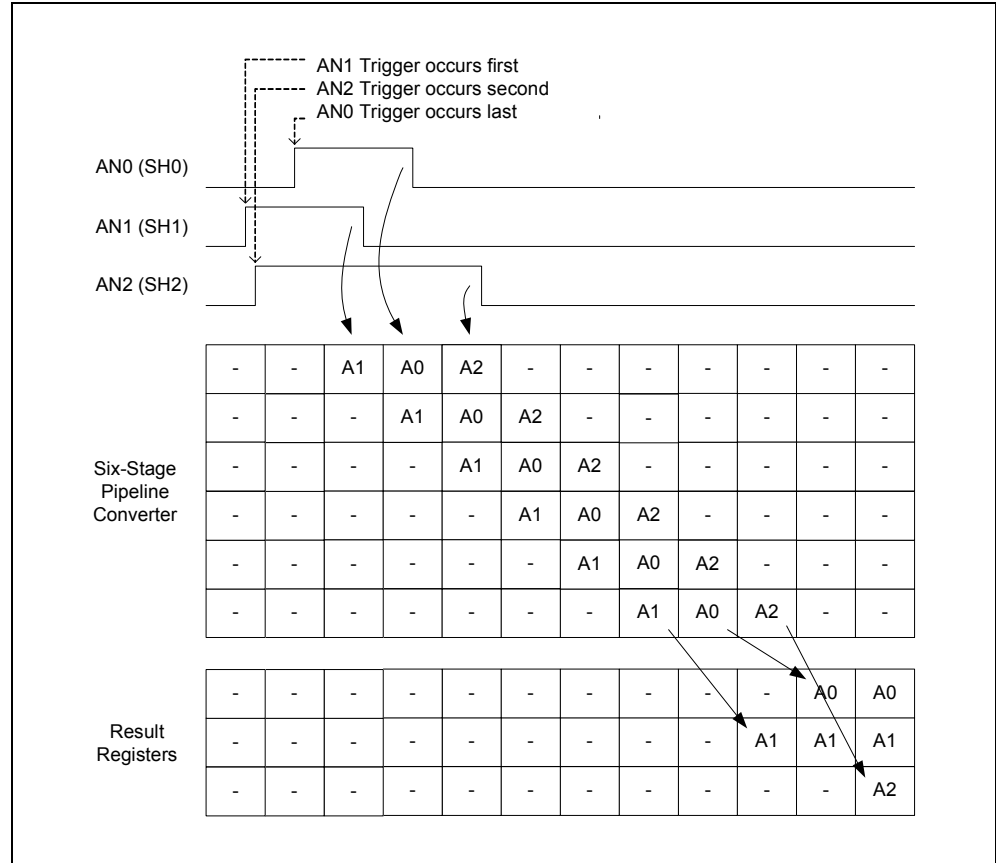 AN1 Trigger occurs first
AN2 Trigger occurs second
AN0 Trigger occurs last
AN0 (SH0)
AN1 (SH1)
AN2 (SH2)
- - A1 A0 A2 - - - - - - -
- - - A1 A0 A2 - - - - - -
Six-Stage
Pipeline
Converter
- - - - A1 A0 A2 - - - - -
- - - - - A1 A0 A2 - - - -
- - - - - - A1 A0 A2 - - -
- - - - - - - A1 A0 A2 - -
- - - - - - - - - - A0 A0
Result
Registers
- - - - - - - - - A1 A1 A1
- - - - - - - - - - - A2